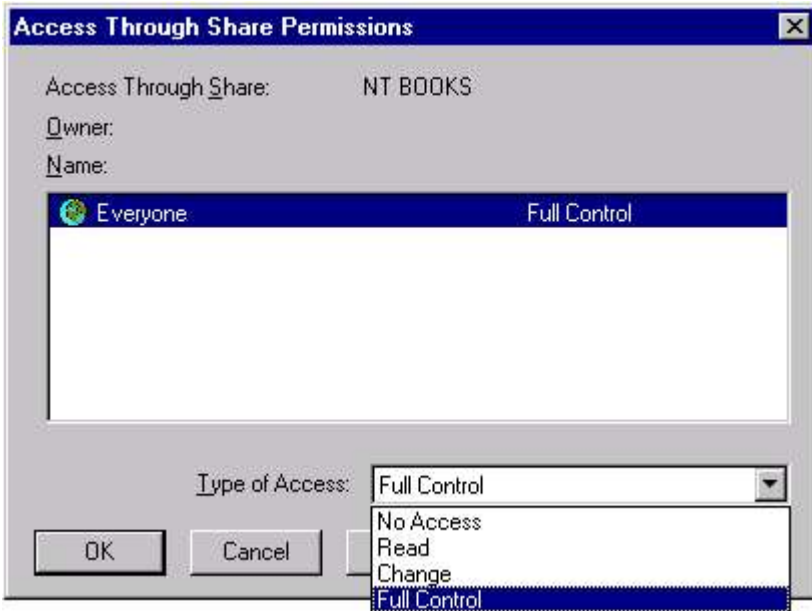 Access Through Share Permissions
Access Through Share: NT BOOKS
Owner:
Name:
Everyone Full Control
Type of Access: Full Control
No Access
Read
Change
Full Control
OK Cancel